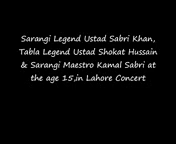 Sarangi Legend Ustad Sabri Khan,
Tabla Legend Ustad Shokat Hussain
& Sarangi Maestro Kamal Sabri at
the age 15,in Lahore Concert